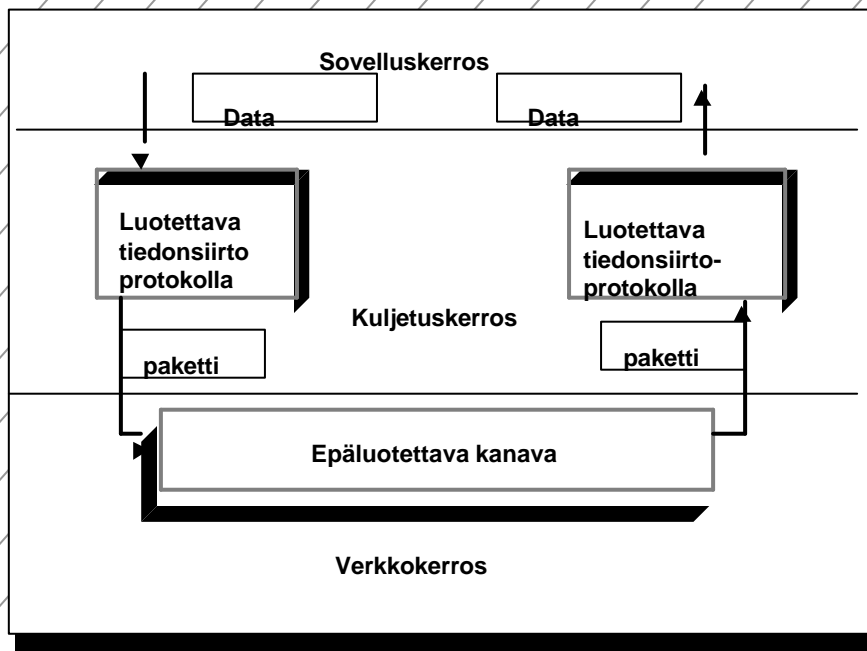 Sovelluskerros
Data
Data
Luotettava
tiedonsiirto
protokolla
Luotettava
tiedonsiirto-
protokolla
Kuljetuskerros
paketti
paketti
Epäluotettava kanava
Verkkokerros